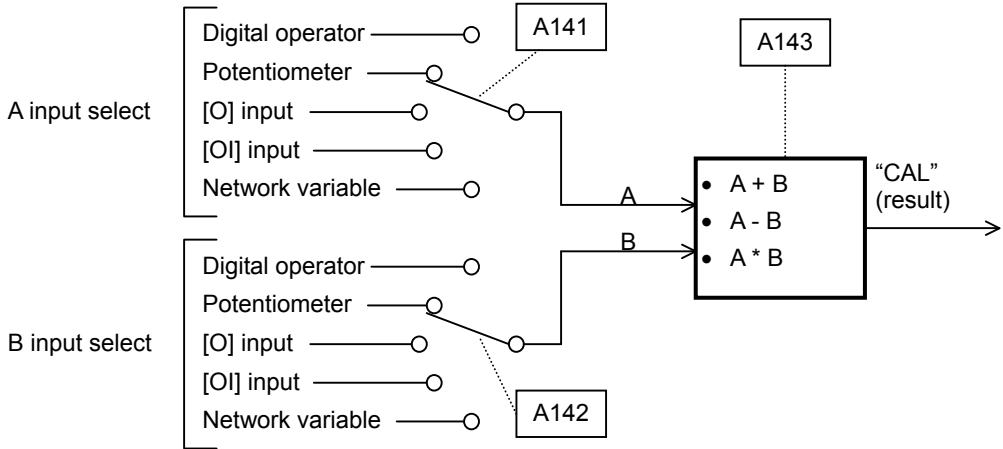 A input select
Digital operator
Potentiometer
[O] input
[OI] input
Network variable
A141
A143
A
B
• A + B
• A - B
• A * B
“CAL”
(result)
B input select
Digital operator
Potentiometer
[O] input
[OI] input
Network variable
A142